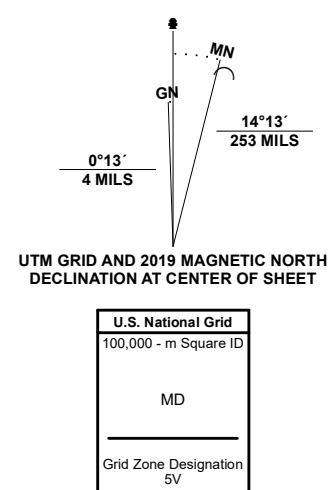 MN
GN
14°13´
253 MILS
0°13´
4 MILS
UTM GRID AND 2019 MAGNETIC NORTH
DECLINATION AT CENTER OF SHEET
U.S. National Grid
100,000 - m Square ID
MD
Grid Zone Designation
5V